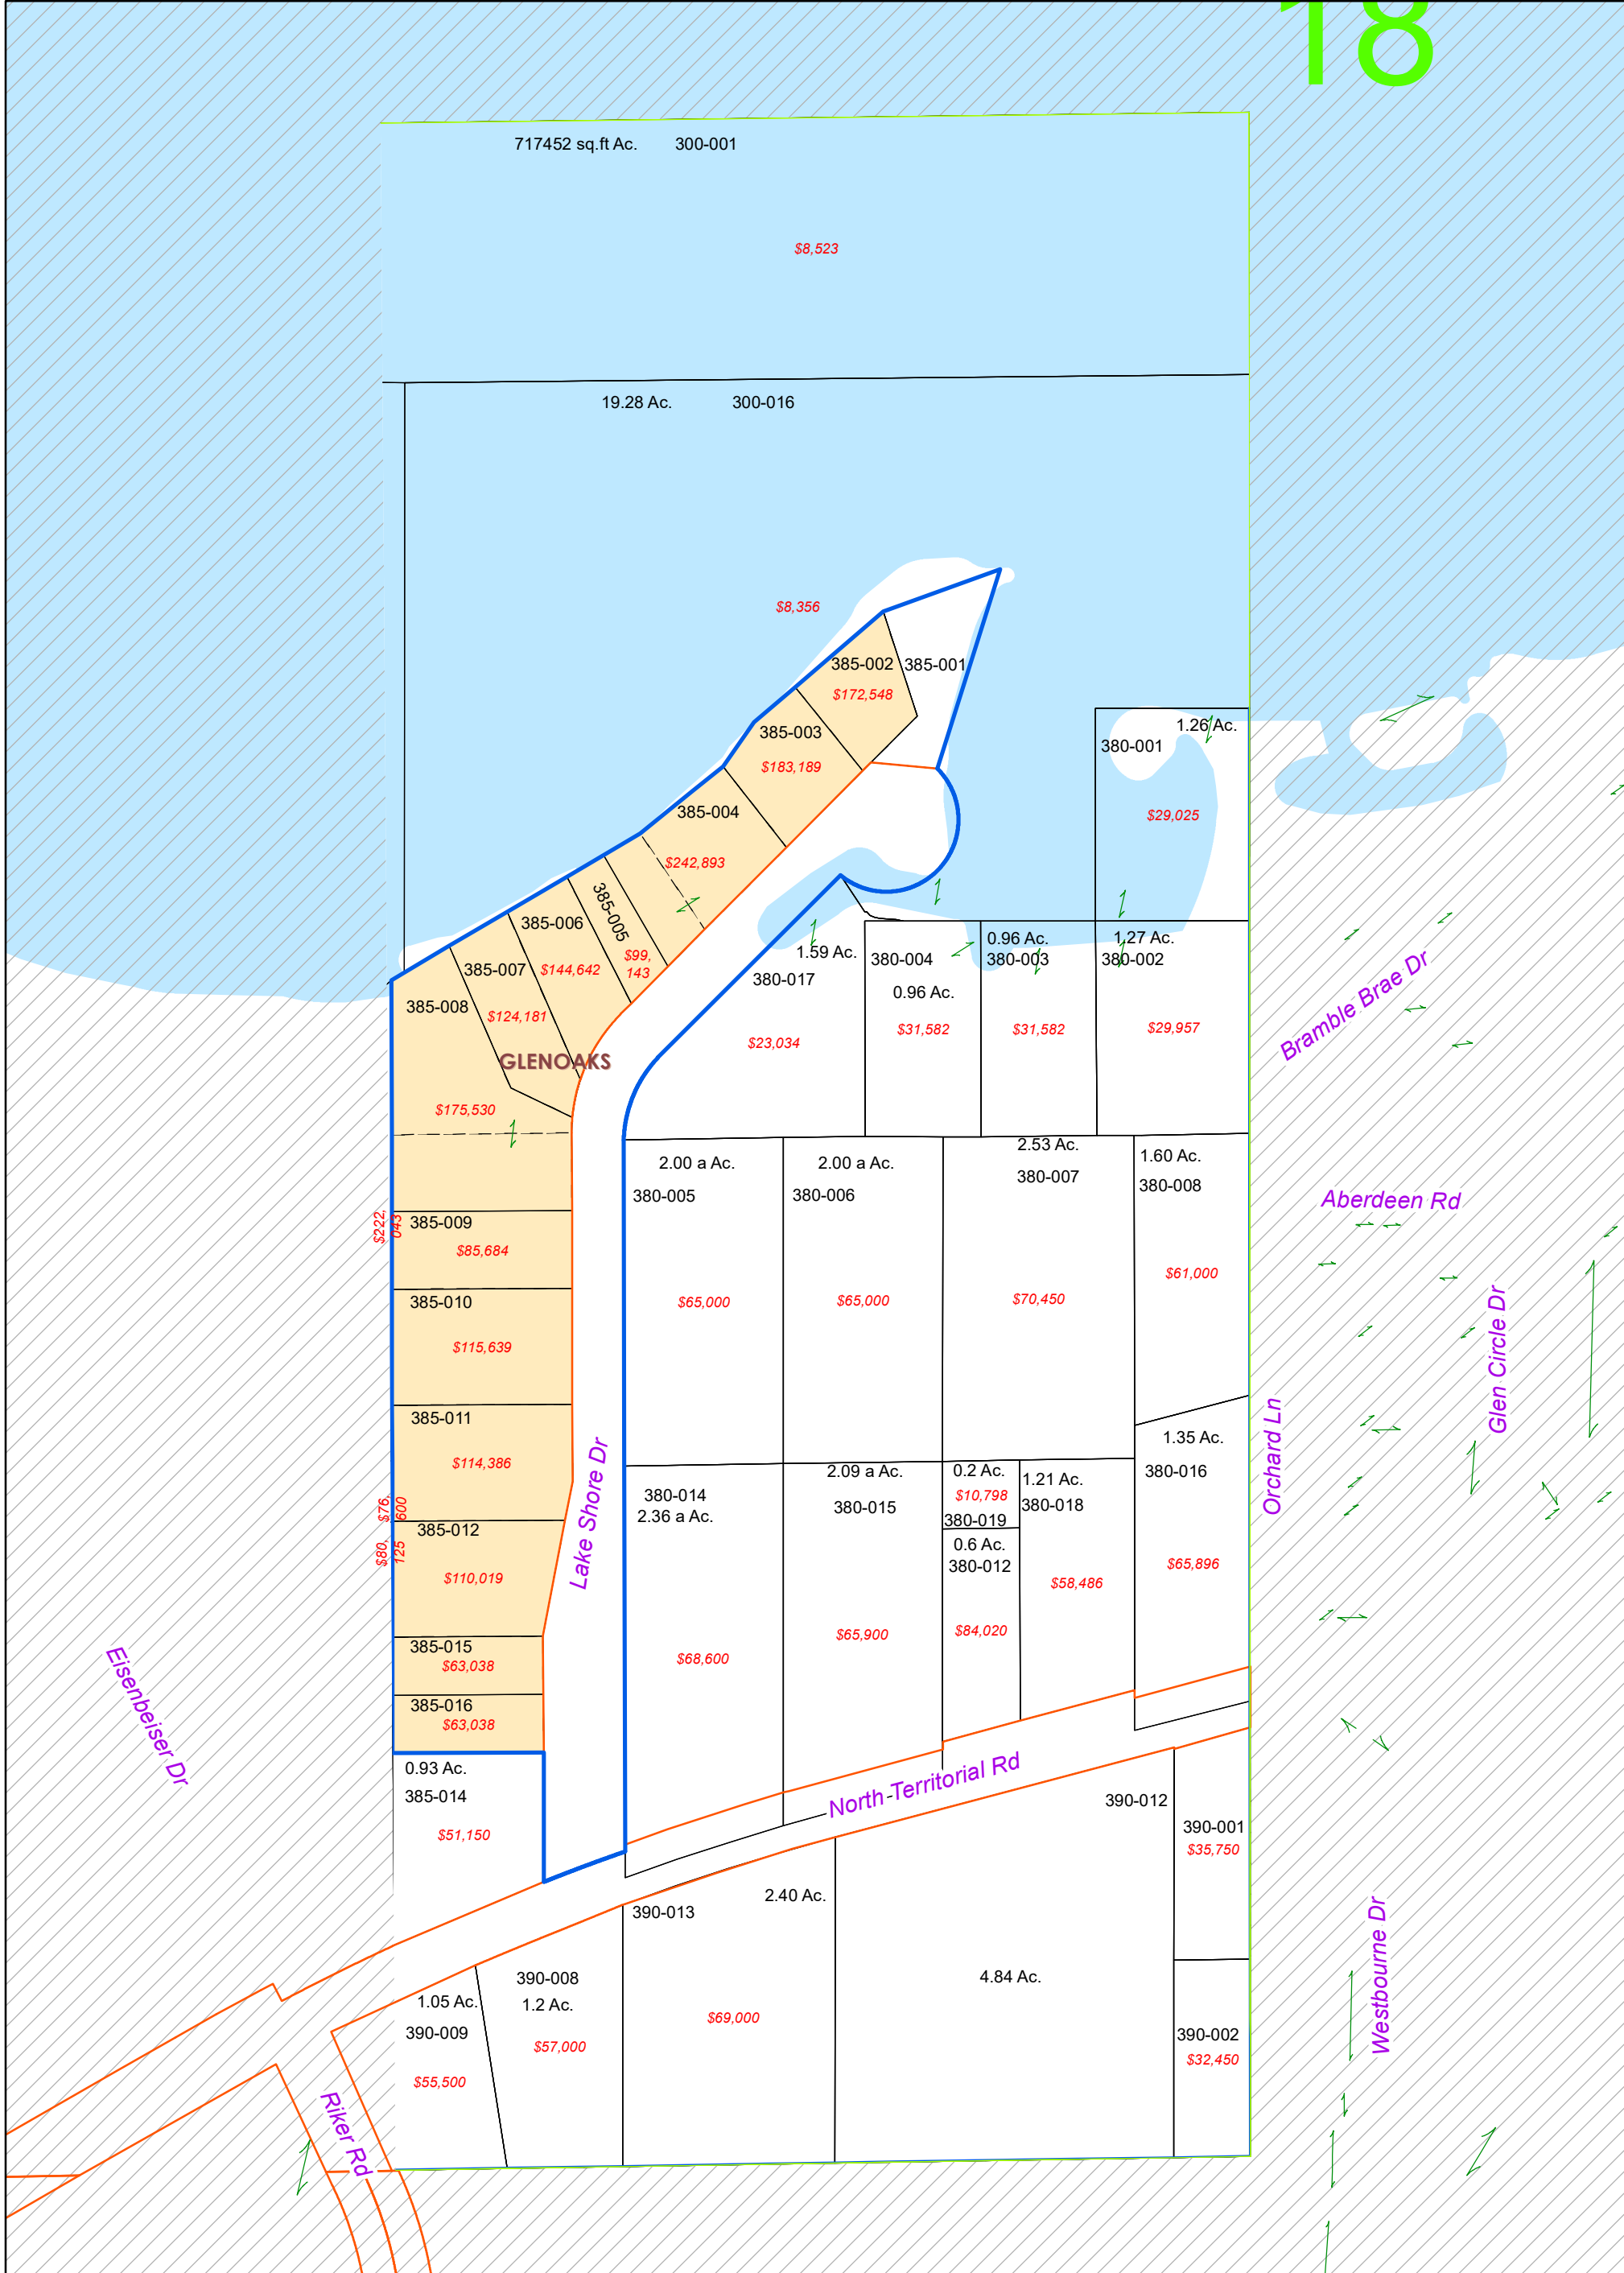 18
717452 sq.ft Ac. 300-001
$8,523
19.28 Ac. 300-016
$8,356
385-002
385-001
$172,548
385-003
$183,189
1.26 Ac.
380-001
$29,025
385-004
$242,893
385-005
$99,
143
385-006
$144,642
385-007
$124,181
385-008
GLENOAKS
$175,530
1.59 Ac.
380-017
$23,034
380-004
0.96 Ac.
$31,582
0.96 Ac.
380-003
$31,582
1.27 Ac.
380-002
$29,957
Bramble Brae Dr
2.00 a Ac.
380-005
$65,000
2.00 a Ac.
380-006
$65,000
2.53 Ac.
380-007
$70,450
1.60 Ac.
380-008
$61,000
Aberdeen Rd
Glen Circle Dr
Orchard Ln
$222,
043
385-009
$85,684
385-010
$115,639
385-011
$114,386
$76,
600
385-012
$80,
125
$110,019
Lake Shore Dr
385-015
$63,038
385-016
$63,038
380-014
2.36 a Ac.
$68,600
2.09 a Ac.
380-015
$65,900
0.2 Ac.
$10,798
380-019
0.6 Ac.
380-012
$84,020
1.21 Ac.
380-018
$58,486
1.35 Ac.
380-016
$65,896
Eisenbeiser Dr
0.93 Ac.
385-014
$51,150
North-Territorial Rd
390-012
4.84 Ac.
390-001
$35,750
390-002
$32,450
Westbourne Dr
390-013
2.40 Ac.
$69,000
390-008
1.2 Ac.
$57,000
1.05 Ac.
390-009
$55,500
Riker Rd